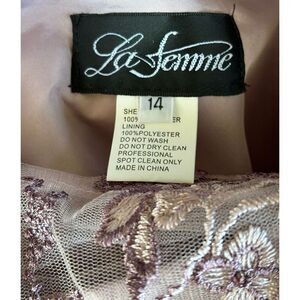 La Femme
14
SHE
100% ER
LINING
100%POLYESTER
DO NOT WASH
DO NOT DRY CLEAN
PROFESSIONAL
SPOT CLEAN ONLY
MADE IN CHINA